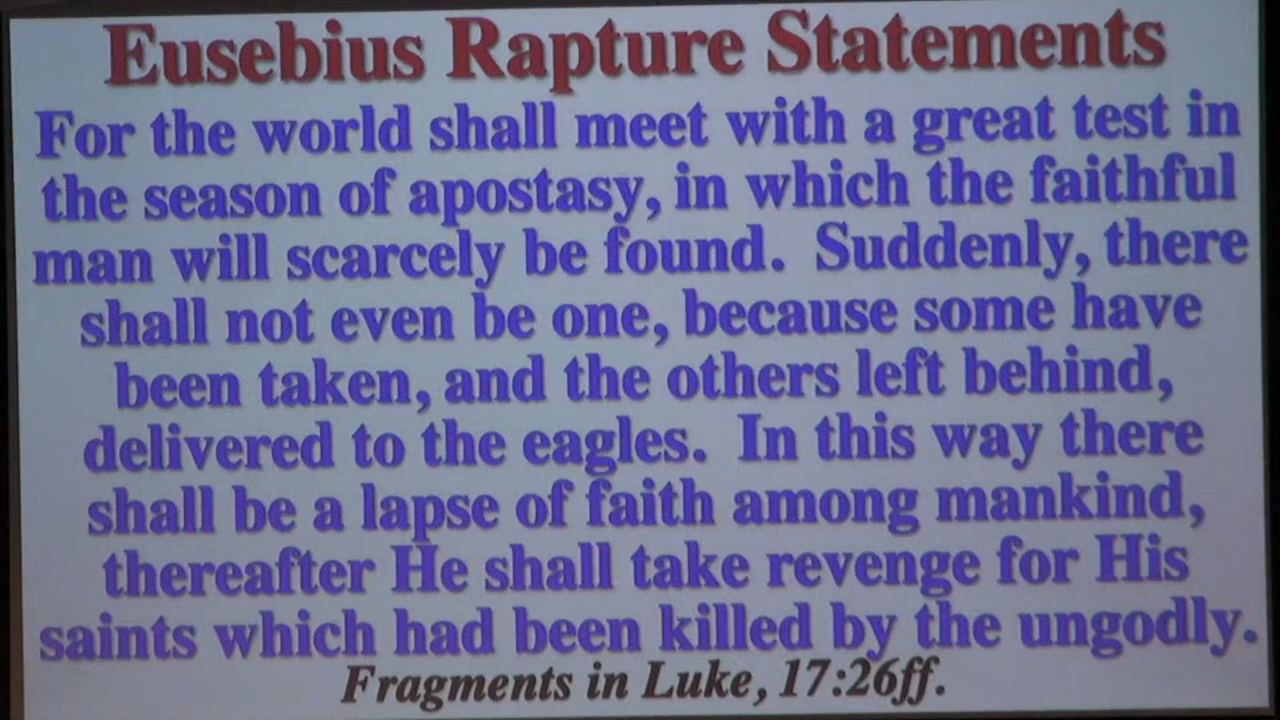 Eusebius Rapture Statements
For the world shall meet with a great test in
the season of apostasy, in which the faithful
man will scarcely be found. Suddenly, there
shall not even be one, because some have
been taken, and the others left behind,
delivered to the eagles. In this way there
shall be a lapse of faith among mankind,
thereafter He shall take revenge for His
saints which had been killed by the ungodly.
Fragments in Luke, 17:26ff.